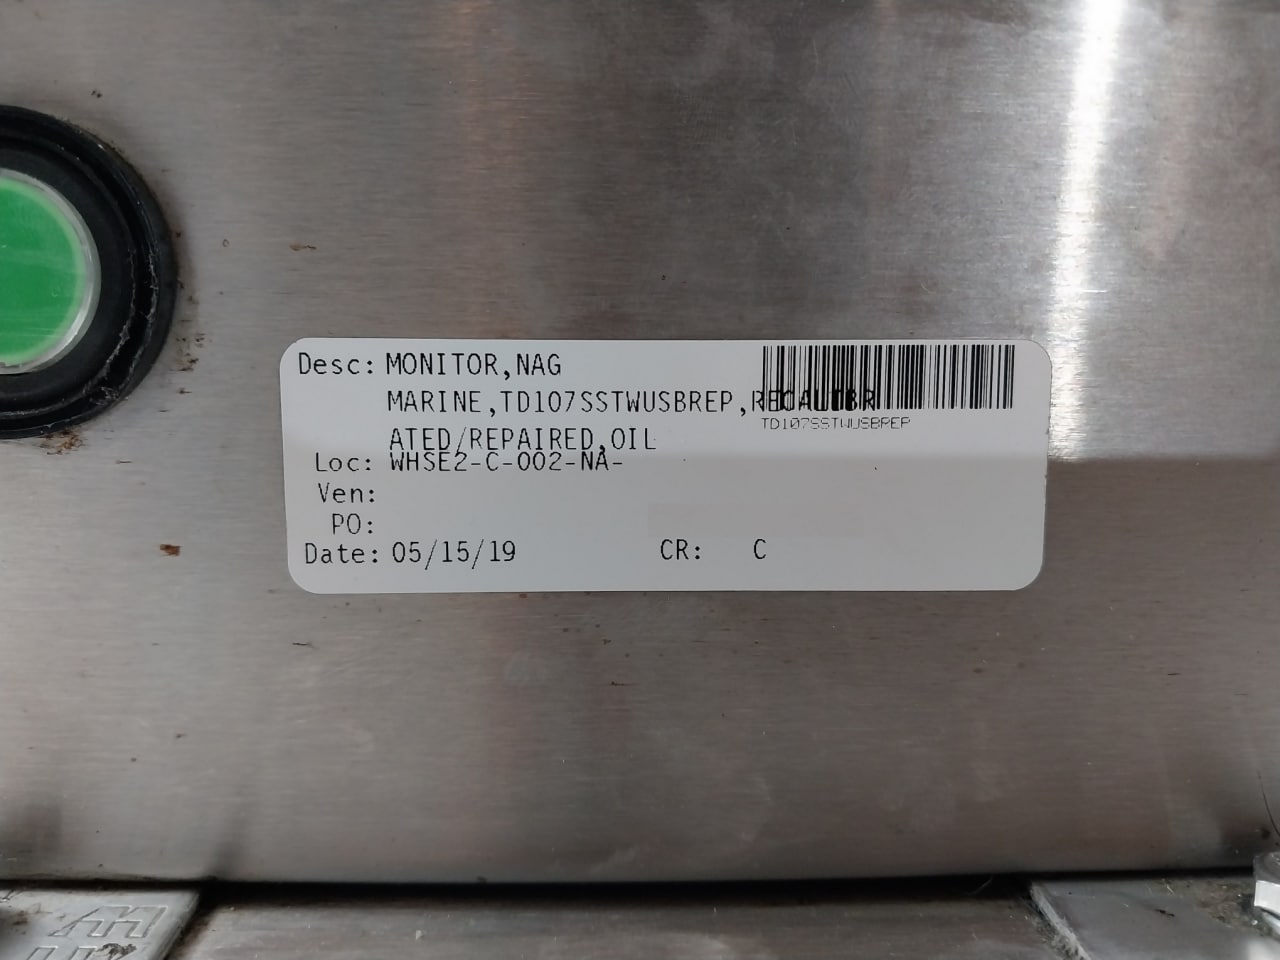 Desc: MONITOR,NAG
MARINE,TD107SSTWUSBREP,RECALIBR
TD107SSTWUSBREP
ATED/REPAIRED,OIL
Loc: WHSE2-C-002-NA-
Ven:
PO:
Date: 05/15/19 CR: C